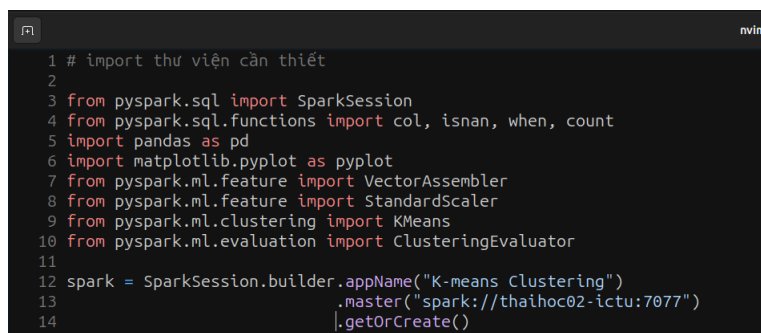 nvim
1 # import thư viện cần thiết
2
3 from pyspark.sql import SparkSession
4 from pyspark.sql.functions import col, isnan, when, count
5 import pandas as pd
6 import matplotlib.pyplot as pyplot
7 from pyspark.ml.feature import VectorAssembler
8 from pyspark.ml.feature import StandardScaler
9 from pyspark.ml.clustering import KMeans
10 from pyspark.ml.evaluation import ClusteringEvaluator
11
12 spark = SparkSession.builder.appName("K-means Clustering")
13                             .master("spark://thaihoc02-ictu:7077")
14                             .getOrCreate()